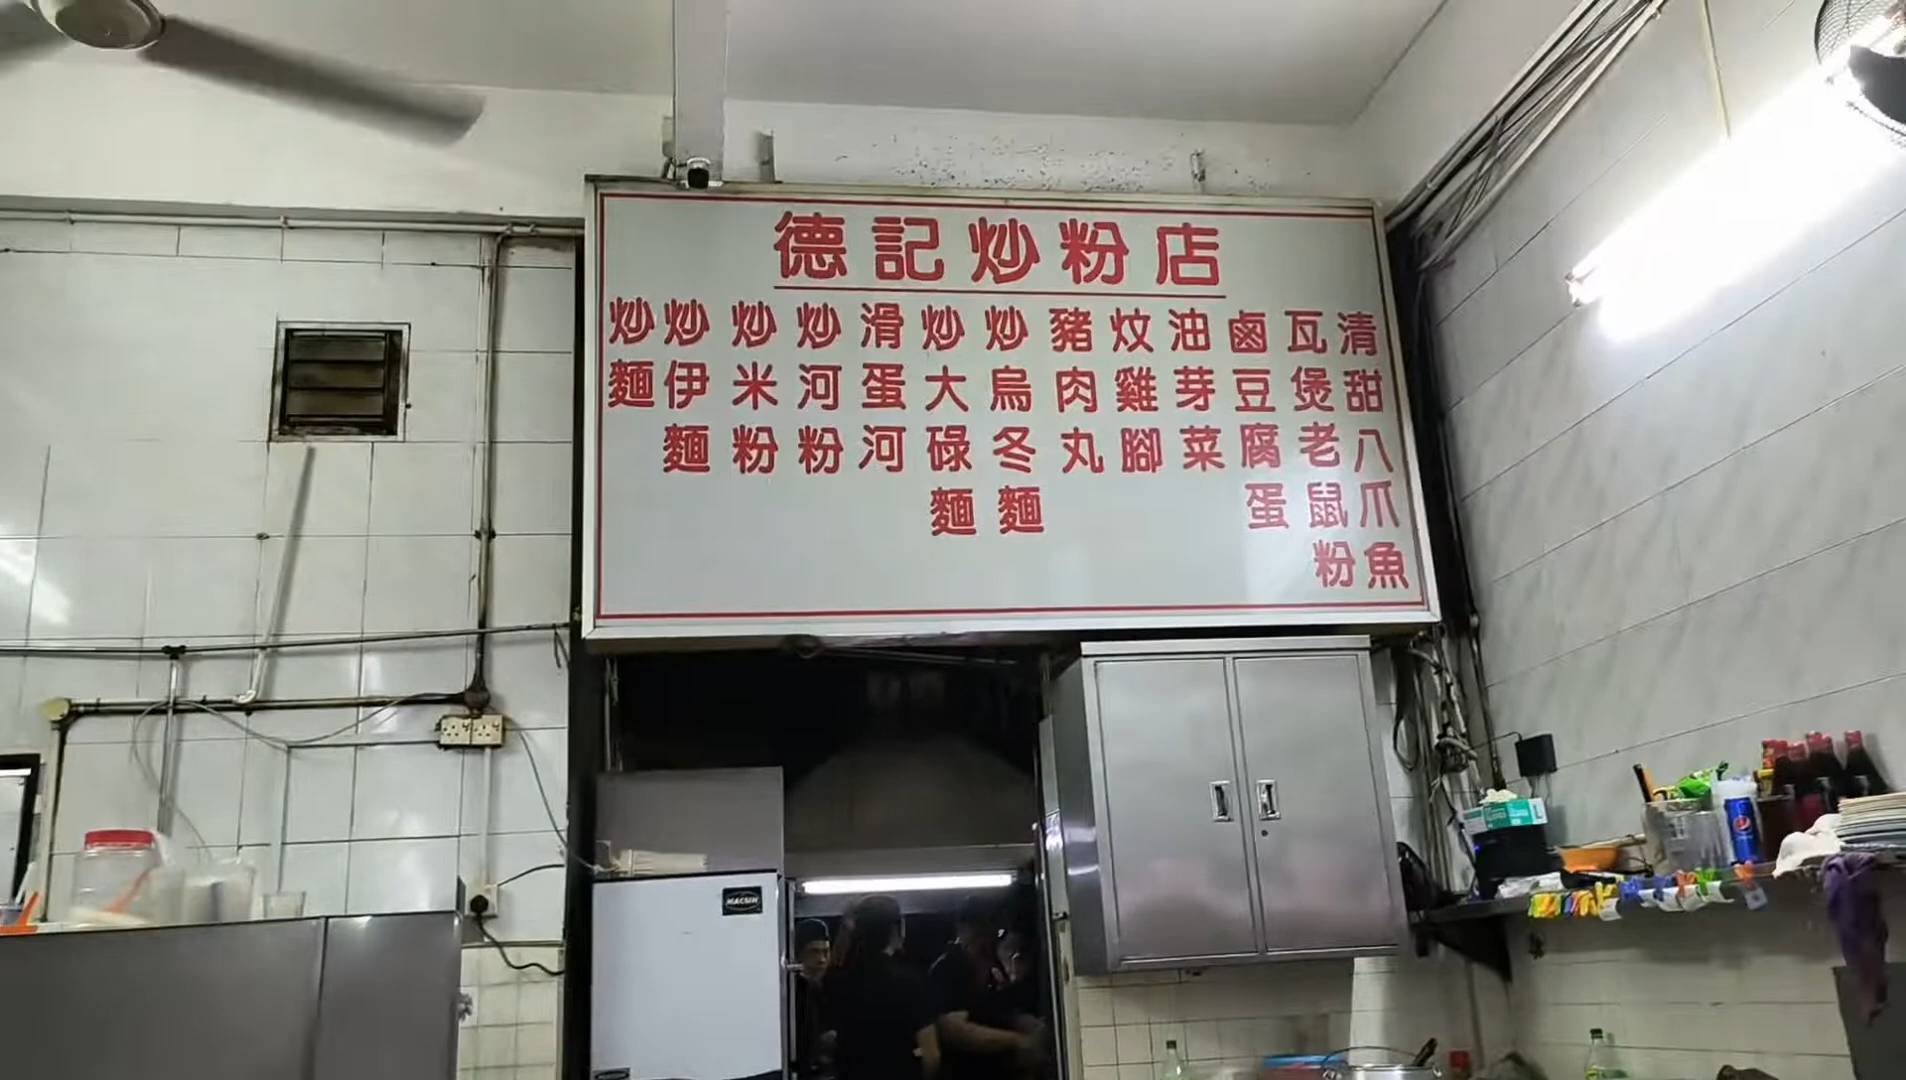 德記炒粉店
炒麵
炒伊麵
炒米粉
炒河粉
滑蛋河
炒大碌麵
炒烏冬麵
豬肉丸
炆雞腳
油芽菜
鹵豆腐蛋
瓦煲老鼠粉
清甜八爪魚
MACSIN